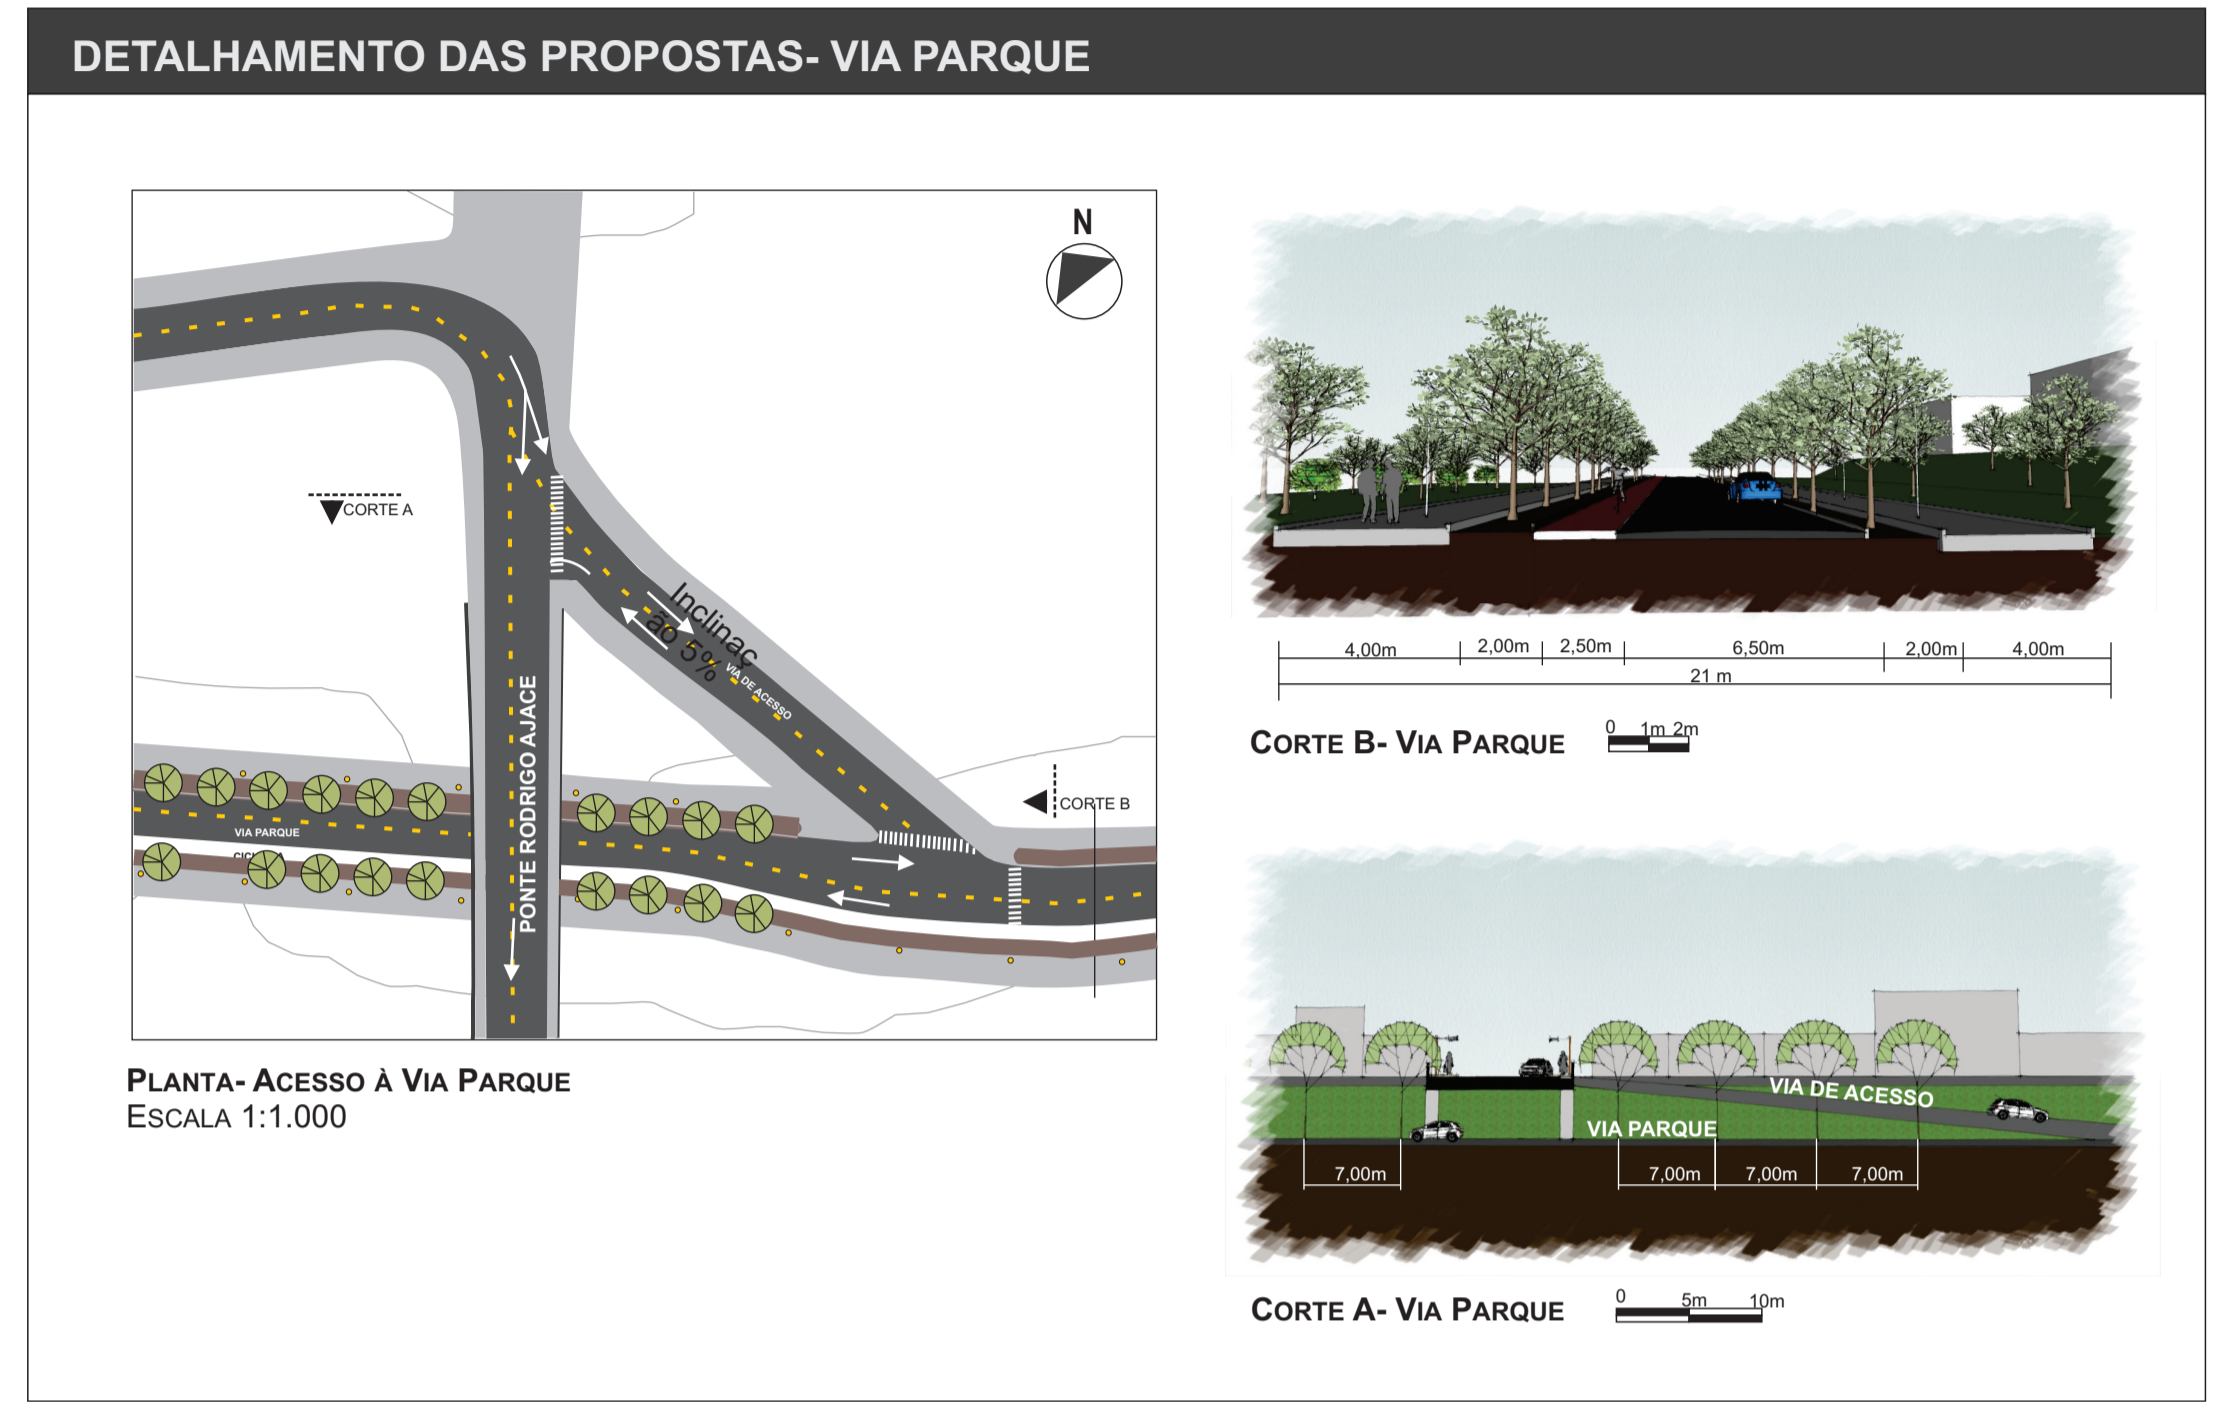 DETALHAMENTO DAS PROPOSTAS- VIA PARQUE
N
CORTE A
Inclinaç
ão 5%
VIA DE ACESSO
PONTE RODRIGO AJACE
CORTE B
VIA PARQUE
PLANTA- ACESSO À VIA PARQUE
ESCALA 1:1.000
4,00m 2,00m 2,50m 6,50m 2,00m 4,00m
21 m
CORTE B- VIA PARQUE
0 1m 2m
VIA DE ACESSO
VIA PARQUE
7,00m 7,00m 7,00m 7,00m
CORTE A- VIA PARQUE
0 5m 10m